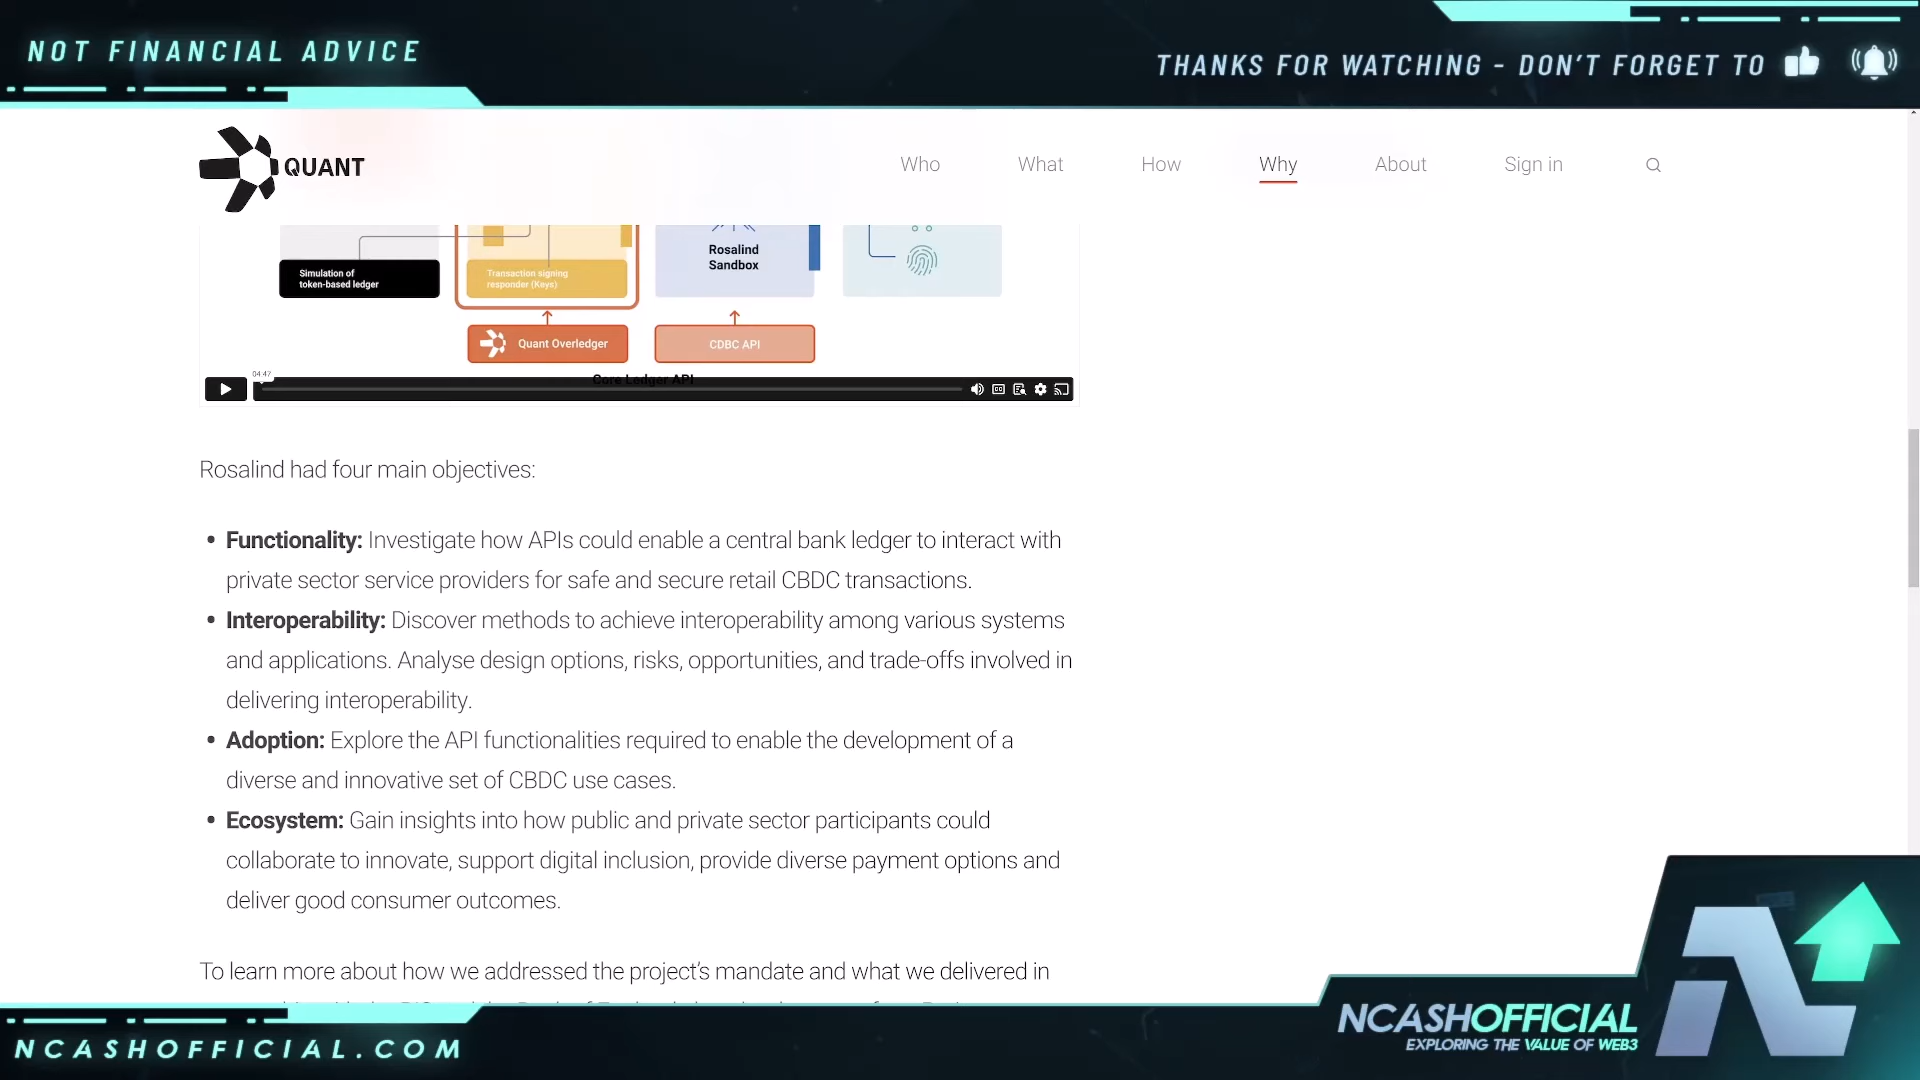 NOT FINANCIAL ADVICE
THANKS FOR WATCHING - DON'T FORGET TO
QUANT
Who What How Why About Sign in
Simulation of
token-based ledger
Transaction signing
responder (Keys)
Rosalind
Sandbox
Quant Overledger
CDBC API
Core Ledger API
04:47
Rosalind had four main objectives:
• Functionality: Investigate how APIs could enable a central bank ledger to interact with
private sector service providers for safe and secure retail CBDC transactions.
• Interoperability: Discover methods to achieve interoperability among various systems
and applications. Analyse design options, risks, opportunities, and trade-offs involved in
delivering interoperability.
• Adoption: Explore the API functionalities required to enable the development of a
diverse and innovative set of CBDC use cases.
• Ecosystem: Gain insights into how public and private sector participants could
collaborate to innovate, support digital inclusion, provide diverse payment options and
deliver good consumer outcomes.
To learn more about how we addressed the project's mandate and what we delivered in
NCASHOFFICIAL.COM
NCASHOFFICIAL
EXPLORING THE VALUE OF WEB3